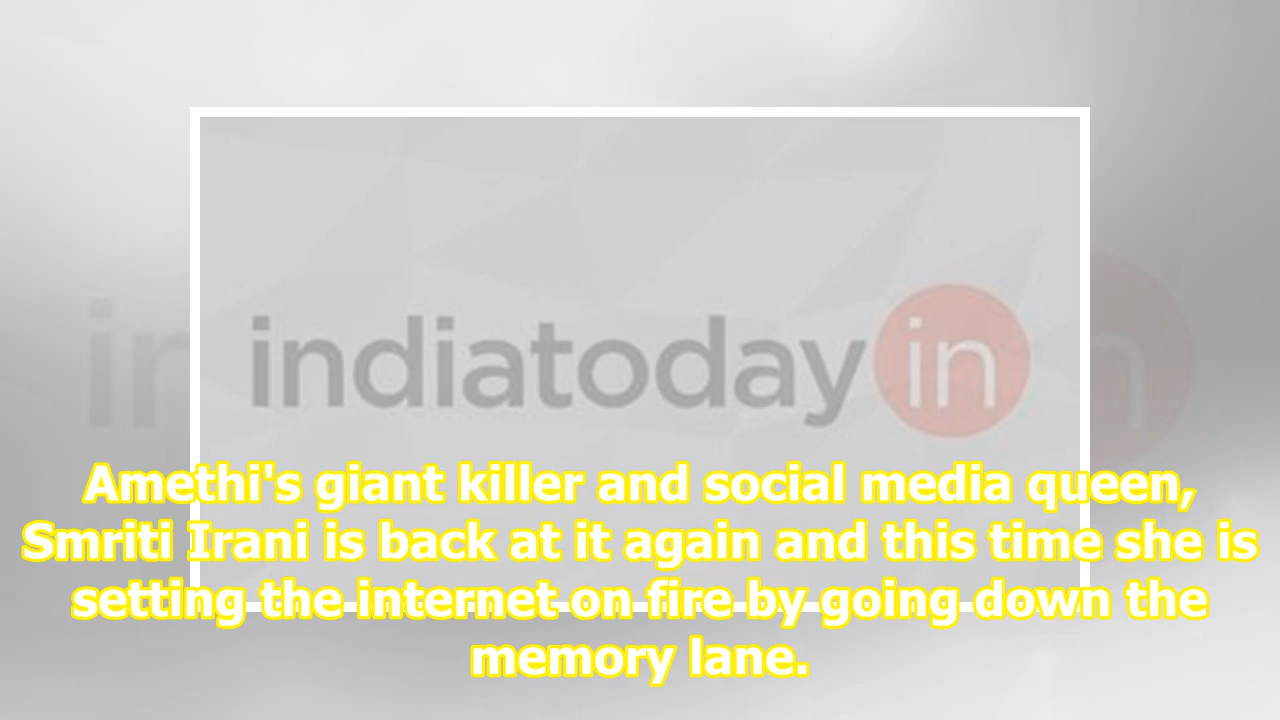 indiatoday in
Amethi's giant killer and social media queen,
Smriti Irani is back at it again and this time she is
setting the internet on fire by going down the
memory lane.